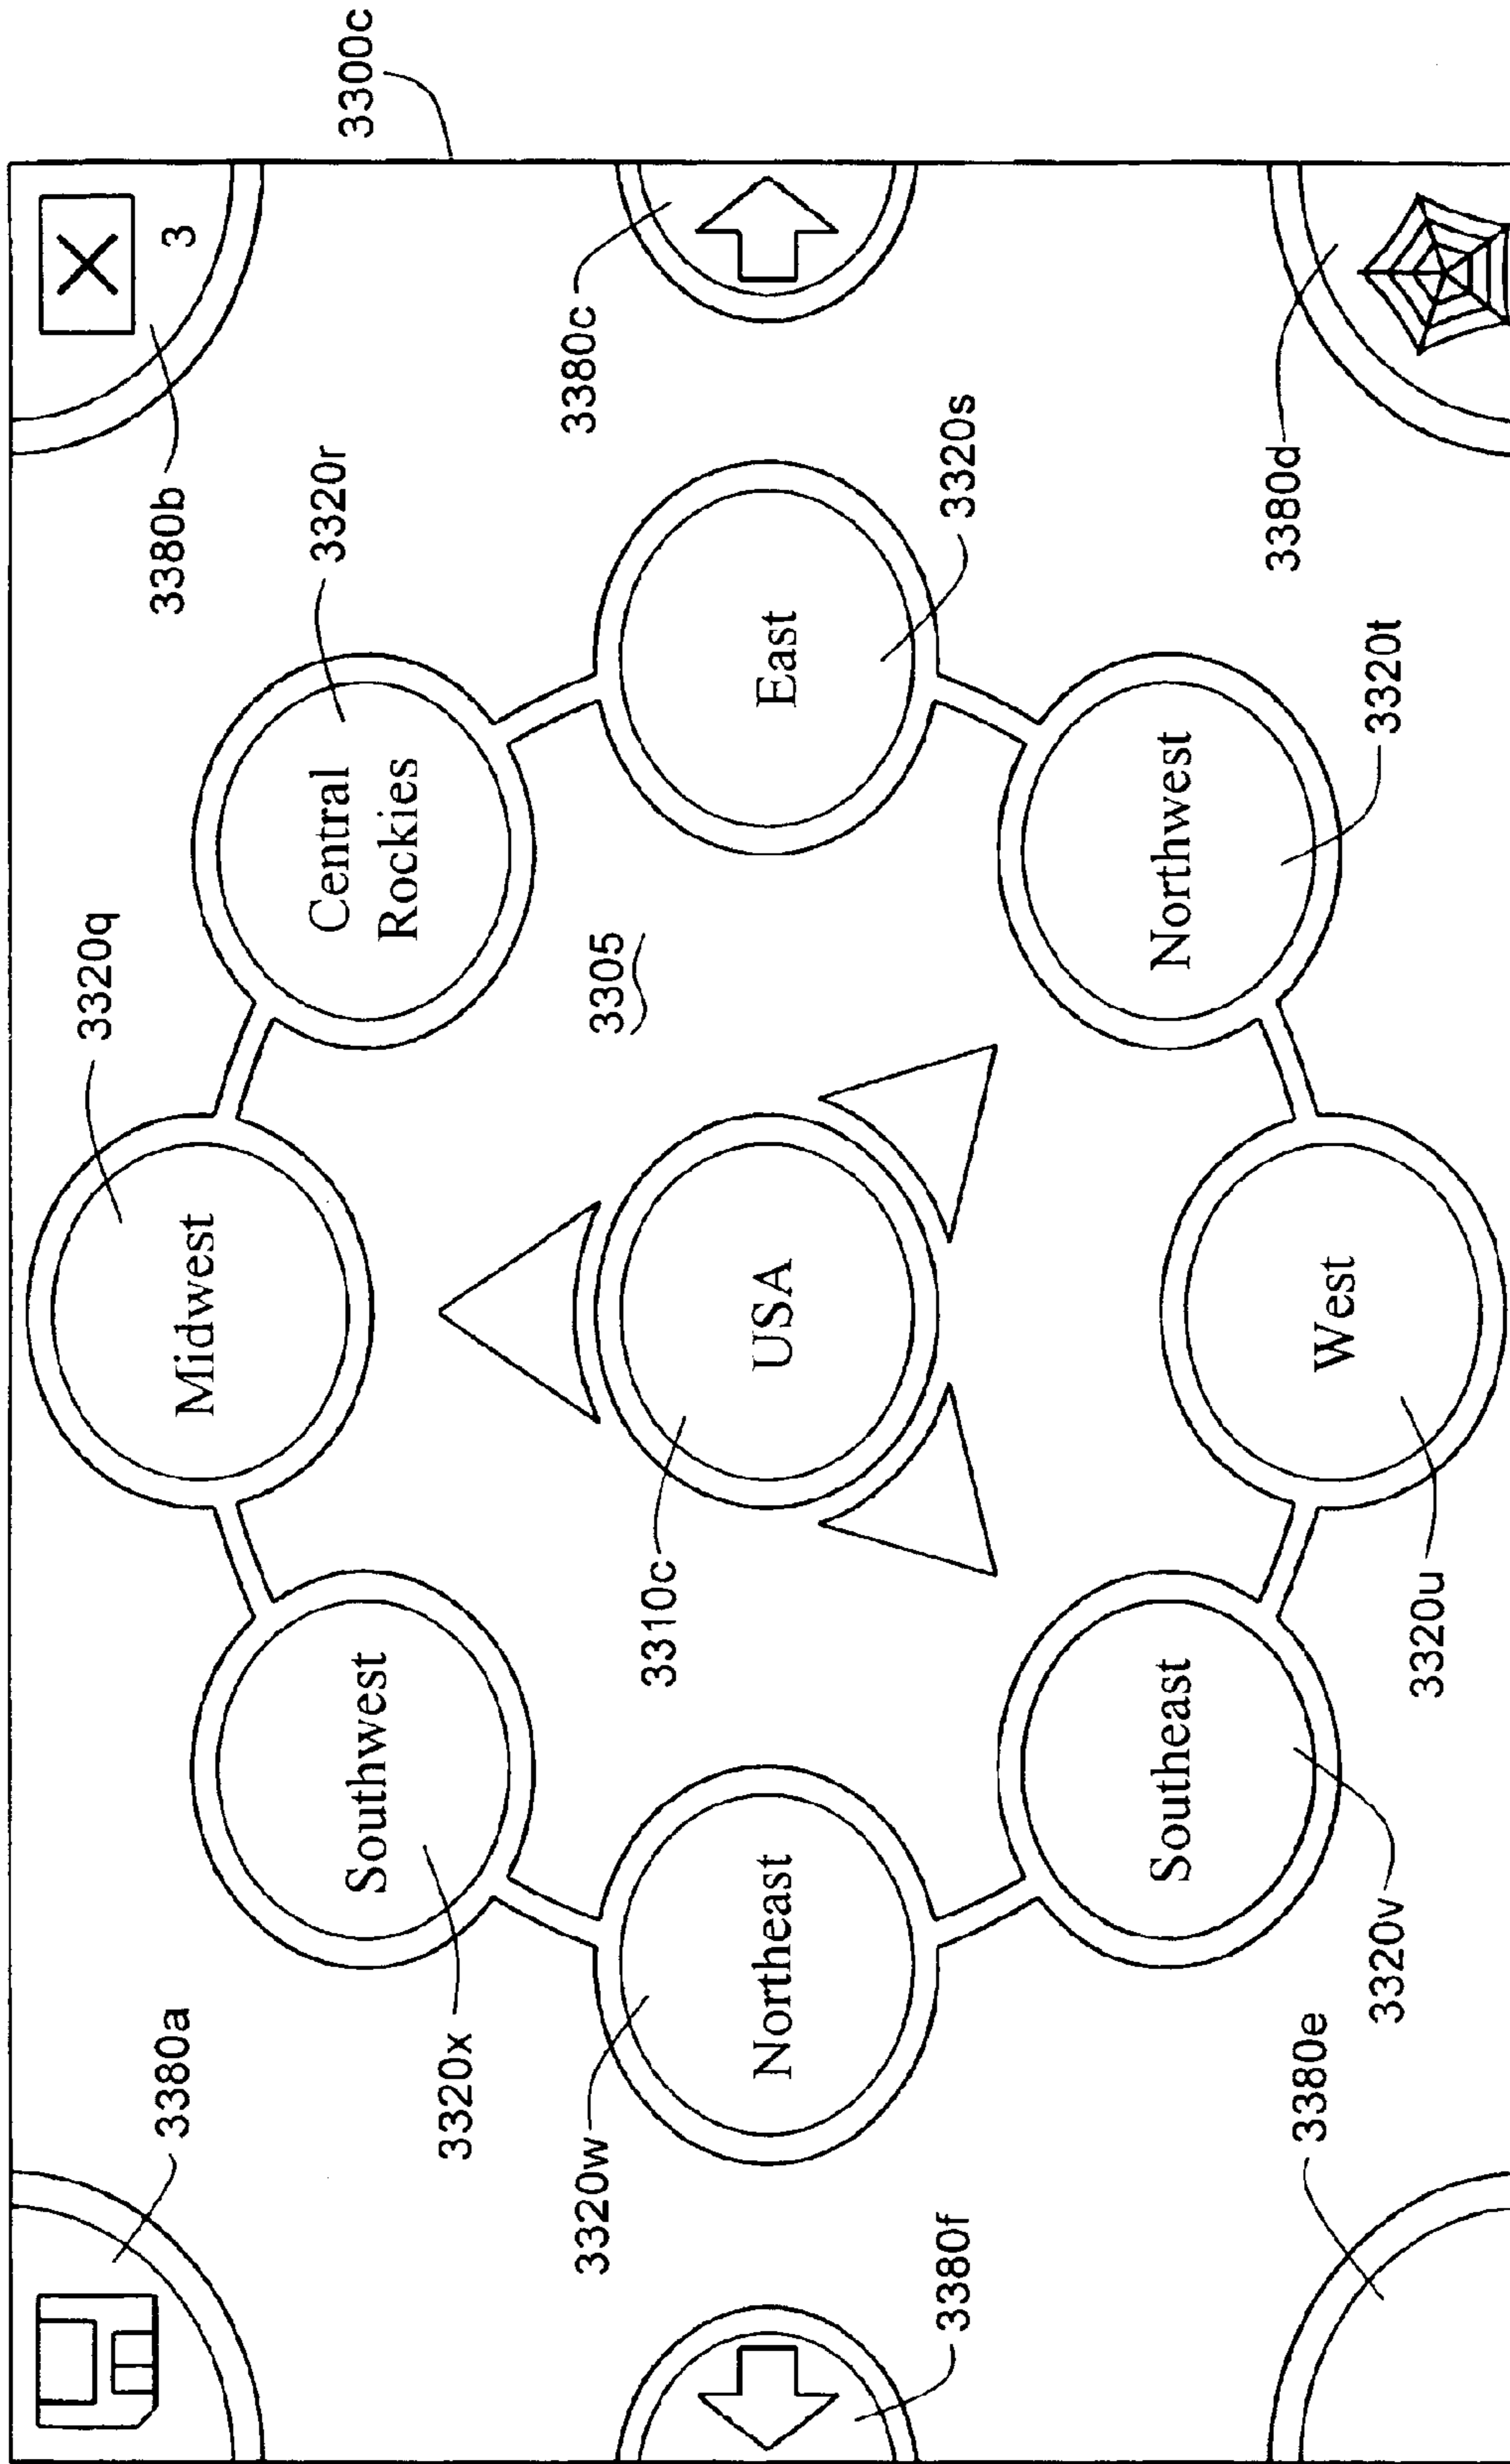 3320q
3380a
Midwest
3380b
3
3300c
3320r
Southwest
Central
Rockies
3320x
3380c
3320w
3305
3310c
Northeast
USA
East
3380f
3320s
Southeast
Northwest
3380e
3380d
West
3320v
3320t
3320u